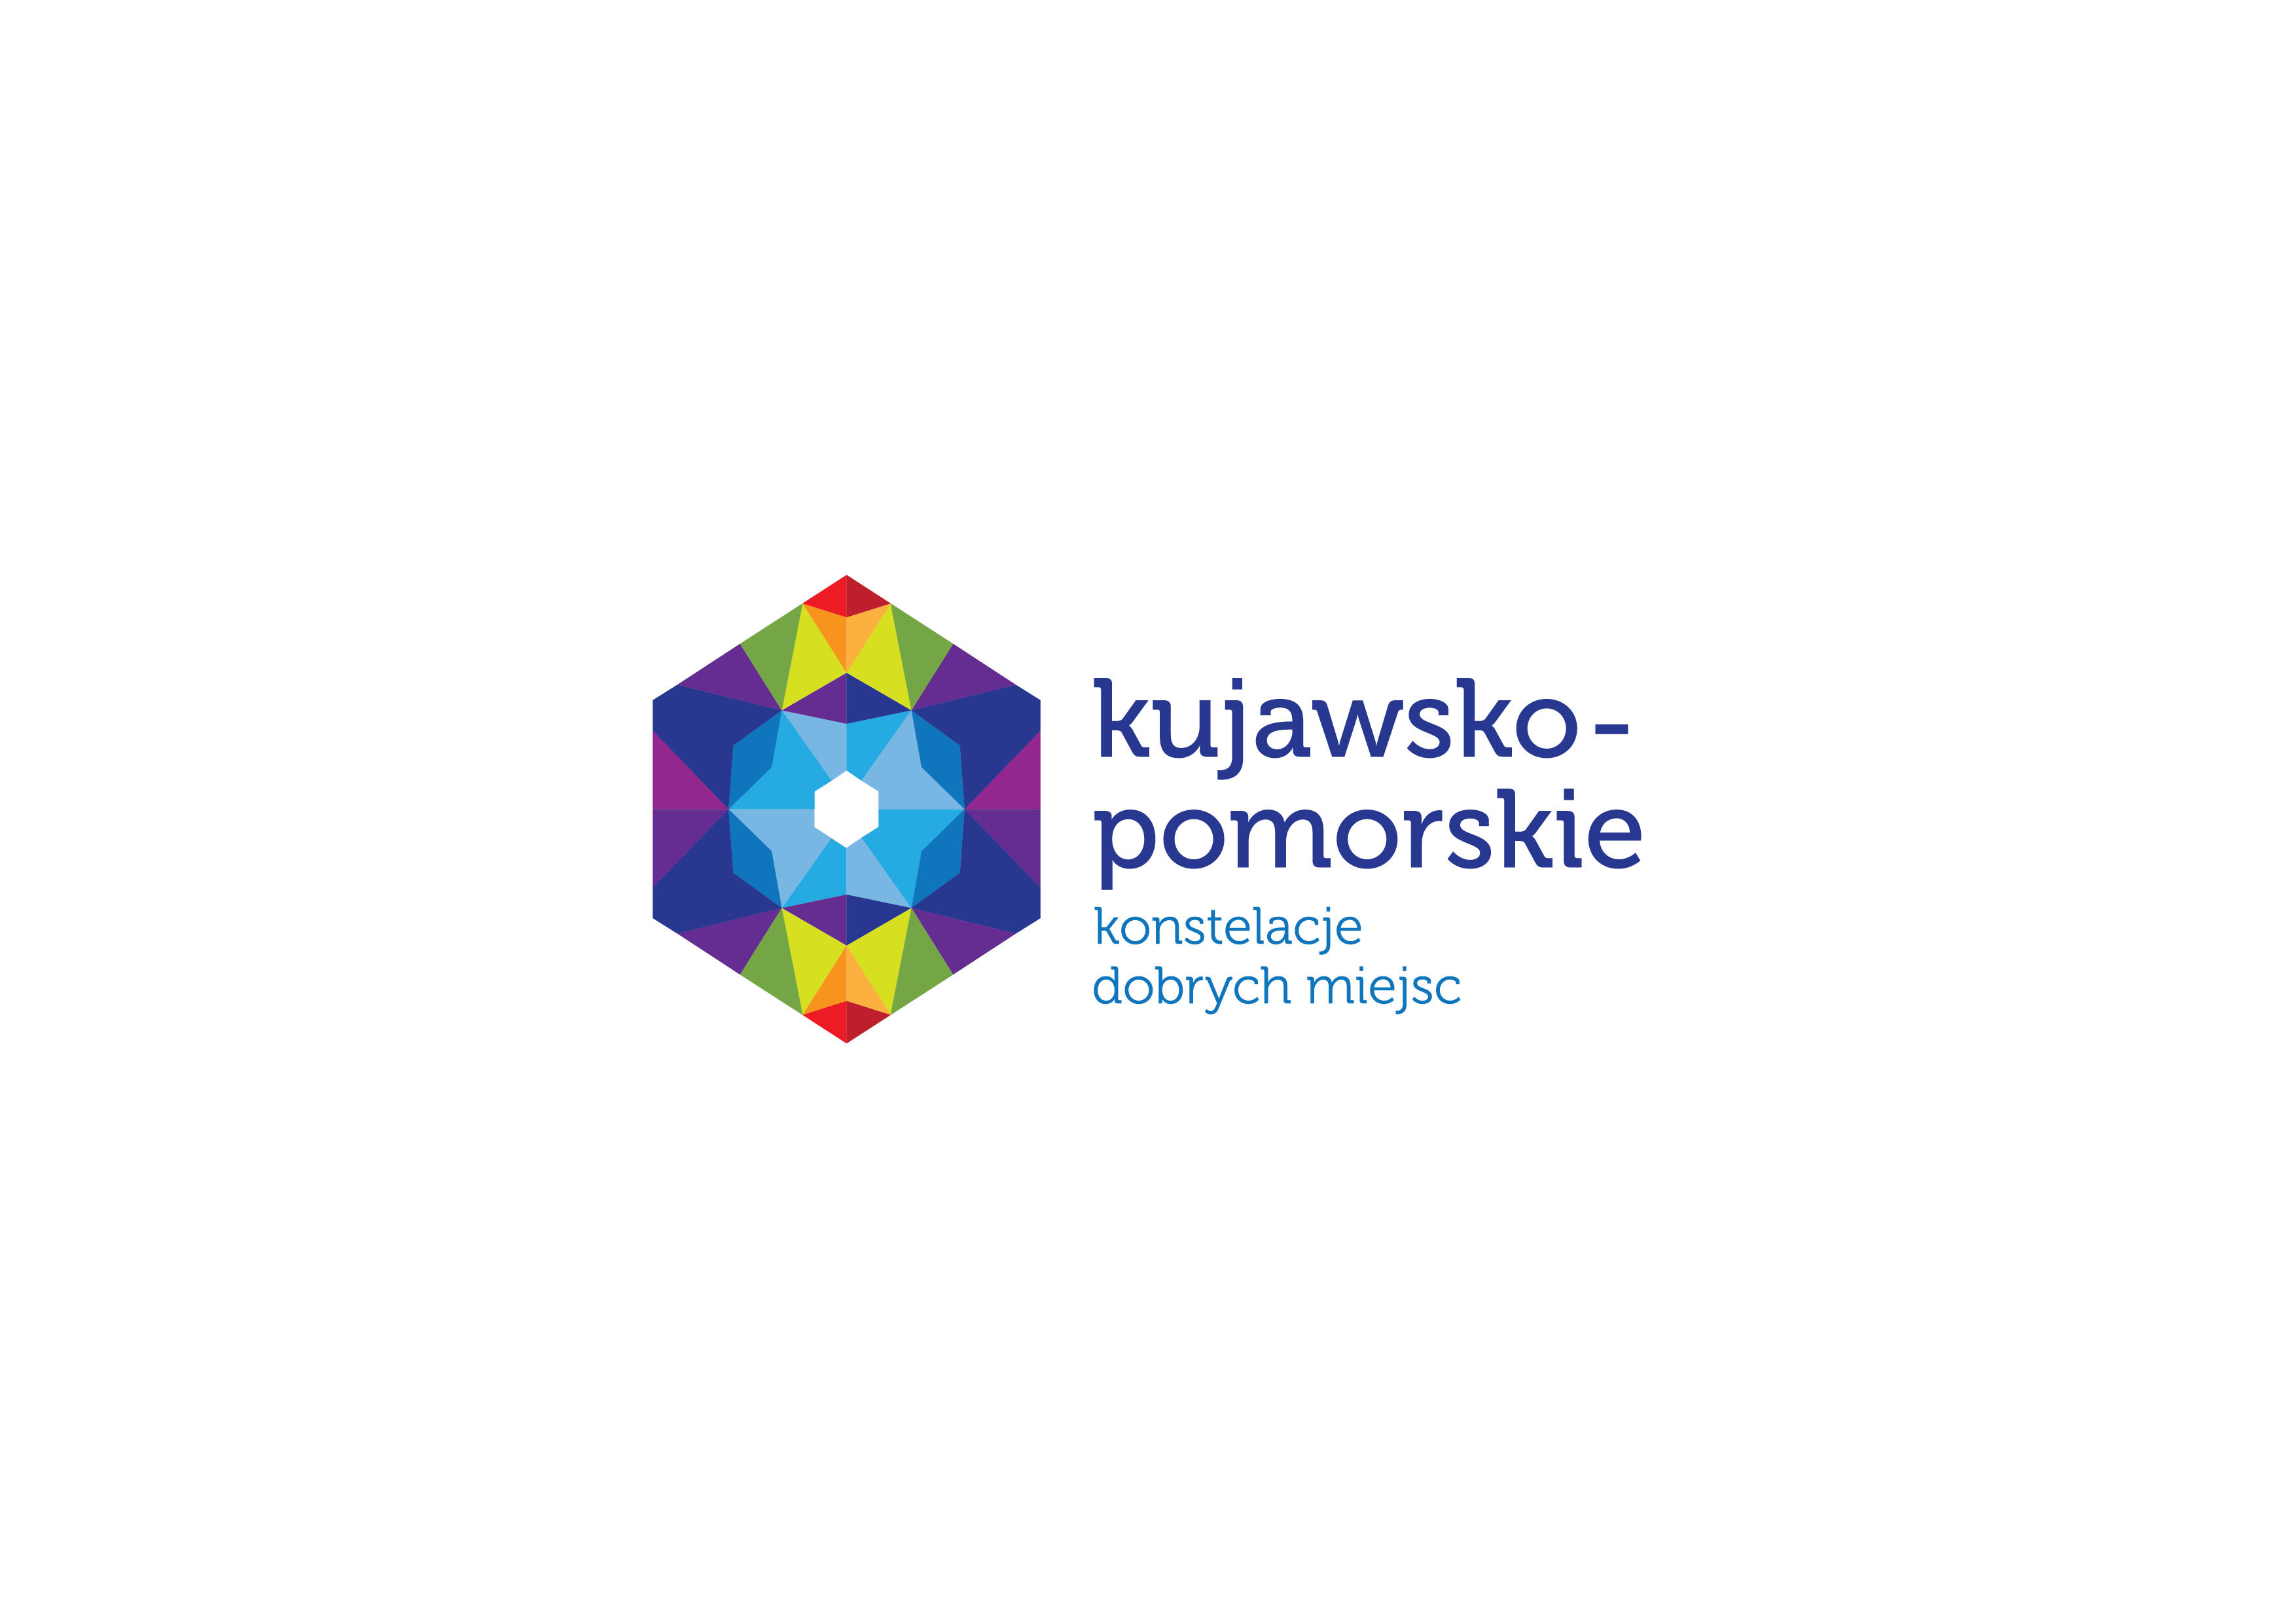 kujawsko-
pomorskie
konstelacje
dobrych miejsc